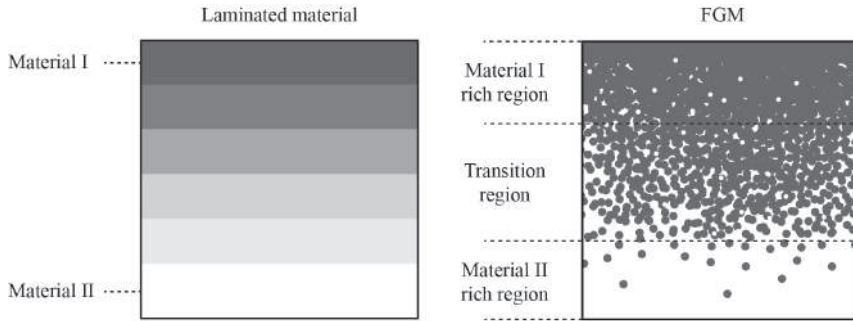 Laminated material
Material I
Material II
FGM
Material I
rich region
Transition
region
Material II
rich region